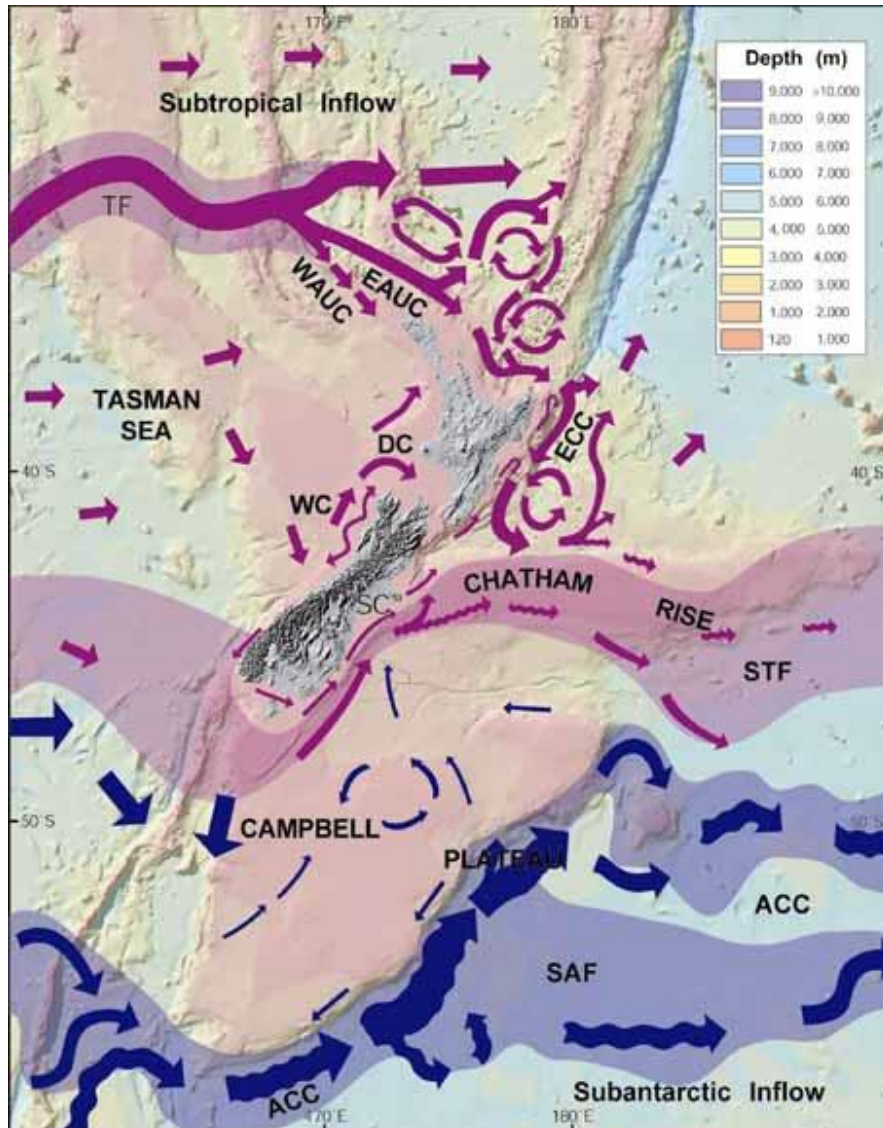 170°E
180°E
Depth (m)
9,000 >10,000
8,000 9,000
7,000 8,000
6,000 7,000
5,000 6,000
4,000 5,000
3,000 4,000
2,000 3,000
1,000 2,000
120 1,000
Subtropical Inflow
TF
WAUC
EAUC
TASMAN
SEA
DC
ECC
40°S
40°S
WC
CHATHAM
RISE
SC
STF
50°S
50°S
CAMPBELL
PLATEAU
ACC
SAF
ACC
Subantarctic Inflow
170°E
180°E